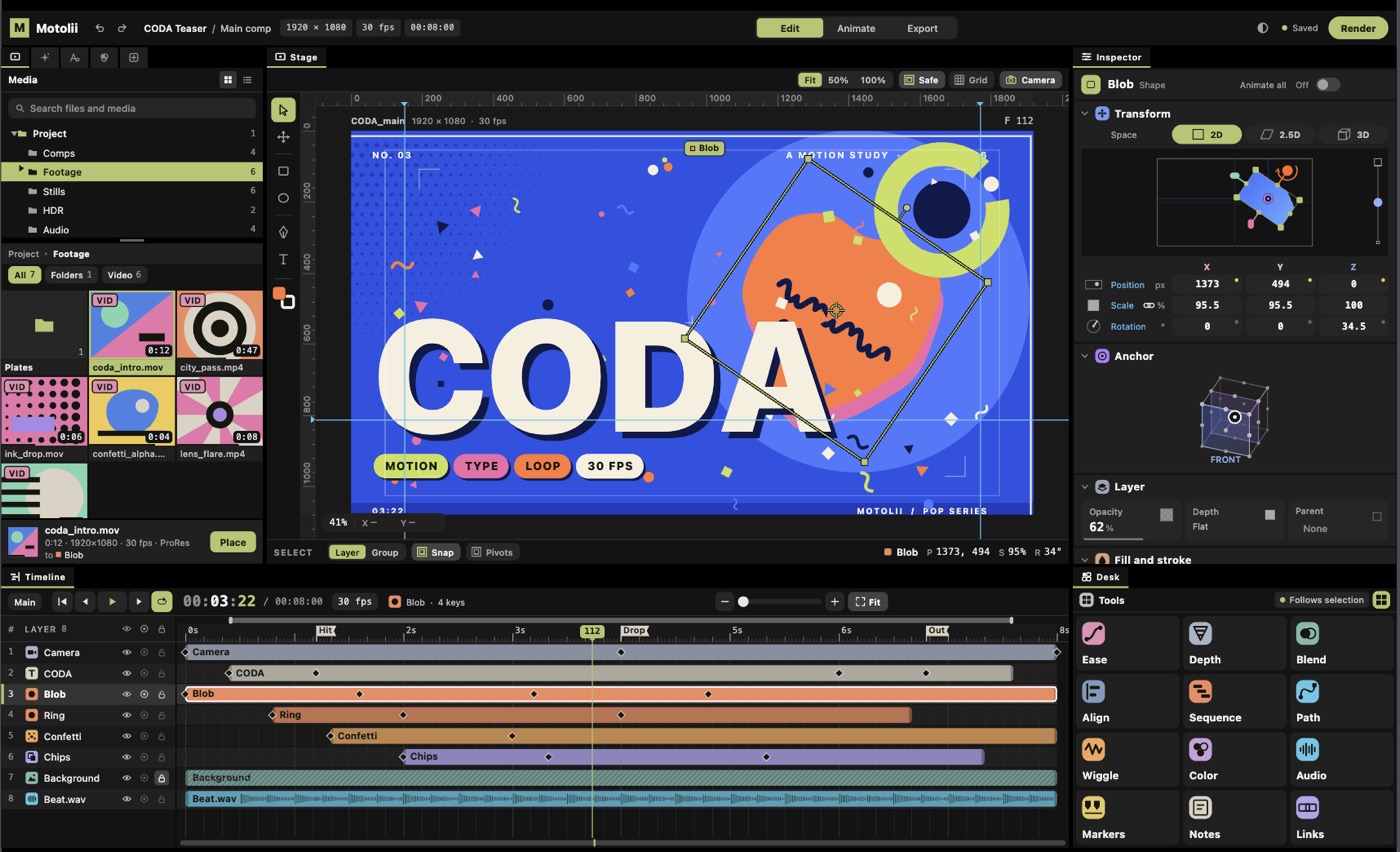 M Motolii CODA Teaser / Main comp 1920 × 1080 30 fps 00:08:00 Edit Animate Export Saved Render
Stage
Inspector
Media
Fit 50% 100% Safe Grid Camera
Blob Shape Animate all Off
Search files and media
0 200 400 600 800 1000 1200 1400 1600 1800
Transform
Project 1
CODA_main 1920 × 1080 · 30 fps F 112
Space 2D 2.5D 3D
Comps 4
Footage 6
Stills 6
HDR 2
Audio 4
NO. 03
Blob
A MOTION STUDY
0
200
400
600
800
1000
Project · Footage
All 7 Folders 1 Video 6
X Y Z
Position px 1373 494 0
Scale % 95.5 95.5 100
Rotation ° 0 0 34.5
1
VID 0:12
VID 0:47
Plates coda_intro.mov city_pass.mp4
CODA
Anchor
FRONT
VID 0:06
VID 0:04
VID 0:08
ink_drop.mov confetti_alpha.... lens_flare.mp4
VID
MOTION TYPE LOOP 30 FPS
03:22 MOTOLII / POP SERIES
41% X – Y –
Layer
Opacity Depth Parent
62 % Flat None
coda_intro.mov
0:12 · 1920×1080 · 30 fps · ProRes
to Blob
Place
SELECT Layer Group Snap Pivots Blob P 1373, 494 S 95% R 34°
Fill and stroke
Timeline
Desk
Main 00:03:22 / 00:08:00 30 fps Blob · 4 keys Fit
Tools Follows selection
# LAYER 8
0s Hit 2s 3s 112 Drop 5s 6s Out 8s
1 Camera Camera
2 CODA CODA
3 Blob Blob
4 Ring Ring
5 Confetti Confetti
6 Chips Chips
7 Background Background
8 Beat.wav Beat.wav
Ease Depth Blend
Align Sequence Path
Wiggle Color Audio
Markers Notes Links